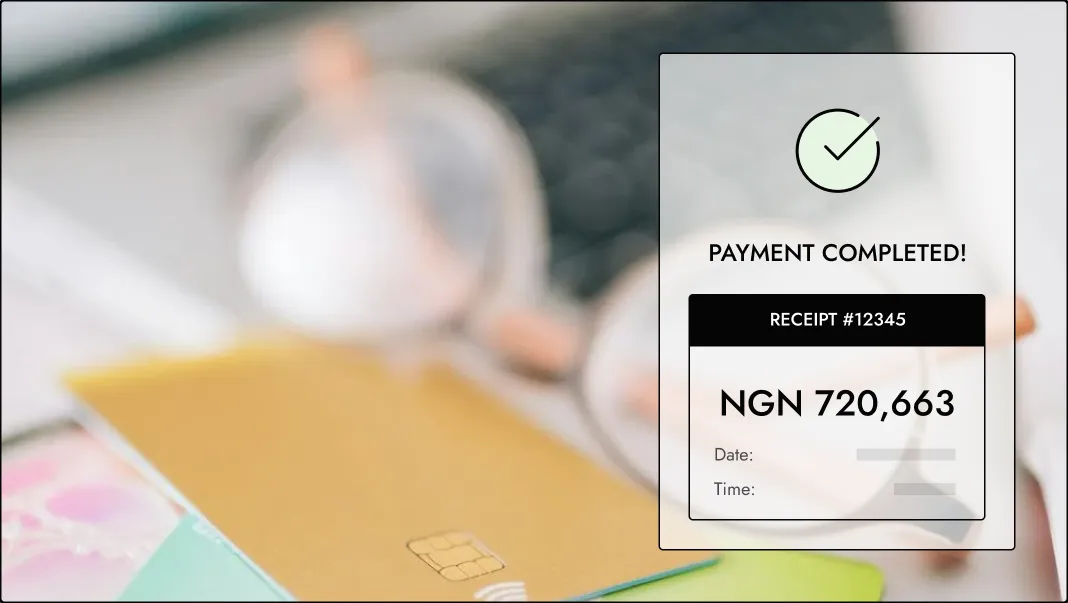 PAYMENT COMPLETED!
RECEIPT #12345
NGN 720,663
Date:
Time: